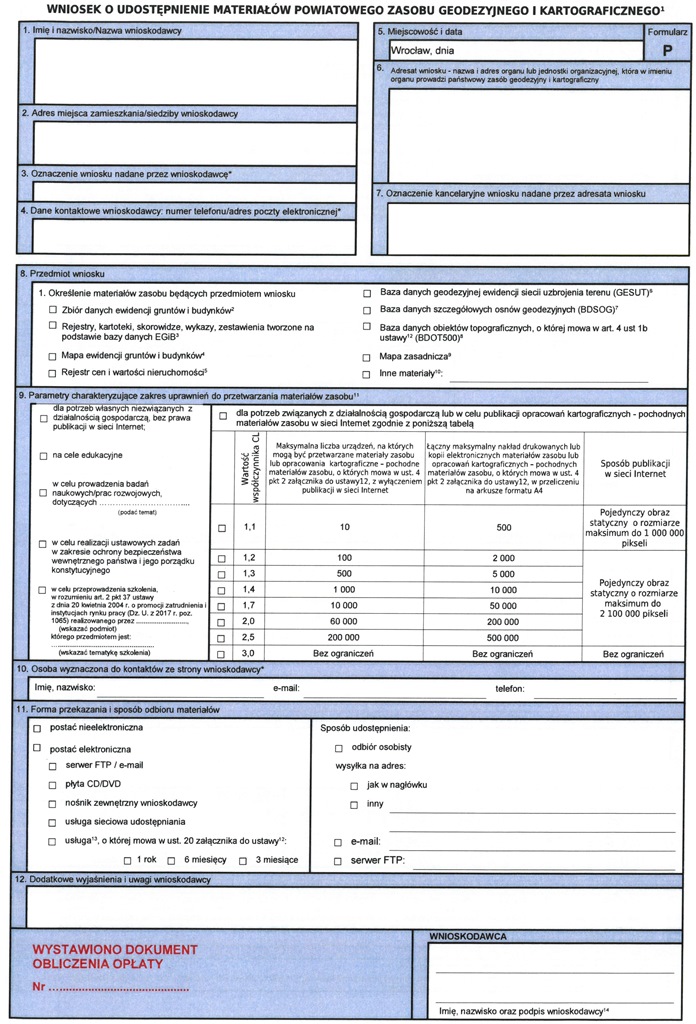 WNIOSEK O UDOSTĘPNIENIE MATERIAŁÓW POWIATOWEGO ZASOBU GEODEZYJNEGO I KARTOGRAFICZNEGO¹
1. Imię i nazwisko/Nazwa wnioskodawcy
2. Adres miejsca zamieszkania/siedziby wnioskodawcy
3. Oznaczenie wniosku nadane przez wnioskodawcę*
4. Dane kontaktowe wnioskodawcy: numer telefonu/adres poczty elektronicznej*
5. Miejscowość i data
Wrocław, dnia
Formularz
P
6. Adresat wniosku - nazwa i adres organu lub jednostki organizacyjnej, która w imieniu
organu prowadzi państwowy zasób geodezyjny i kartograficzny
7. Oznaczenie kancelaryjne wniosku nadane przez adresata wniosku
8. Przedmiot wniosku
1. Określenie materiałów zasobu będących przedmiotem wniosku
Zbiór danych ewidencji gruntów i budynków²
Rejestry, kartoteki, skorowidze, wykazy, zestawienia tworzone na
podstawie bazy danych EGiB³
Mapa ewidencji gruntów i budynków⁴
Rejestr cen i wartości nieruchomości⁵
Baza danych geodezyjnej ewidencji siecii uzbrojenia terenu (GESUT)⁶
Baza danych szczegółowych osnów geodezyjnych (BDSOG)⁷
Baza danych obiektów topograficznych, o której mowa w art. 4 ust 1b
ustawy¹² (BDOT500)⁸
Mapa zasadnicza⁹
Inne materiały¹⁰:
9. Parametry charakteryzujące zakres uprawnień do przetwarzania materiałów zasobu¹¹
dla potrzeb własnych niezwiązanych z
działalnością gospodarczą, bez prawa
publikacji w sieci Internet;
na cele edukacyjne
w celu prowadzenia badań
naukowych/prac rozwojowych,
dotyczących ............................
(podać temat)
w celu realizacji ustawowych zadań
w zakresie ochrony bezpieczeństwa
wewnętrznego państwa i jego porządku
konstytucyjnego
w celu przeprowadzenia szkolenia,
w rozumieniu art. 2 pkt 37 ustawy
z dnia 20 kwietnia 2004 r. o promocji zatrudnienia i
instytucjach rynku pracy (Dz. U. z 2017 r. poz.
1065) realizowanego przez ........................
(wskazać podmiot)
którego przedmiotem jest:
................................................
(wskazać tematykę szkolenia)
dla potrzeb związanych z działalnością gospodarczą lub w celu publikacji opracowań kartograficznych - pochodnych
materiałów zasobu w sieci Internet zgodnie z poniższą tabelą
Wartość
współczynnika CL
Maksymalna liczba urządzeń, na których
mogą być przetwarzane materiały zasobu
lub opracowania kartograficzne – pochodne
materiałów zasobu, o których mowa w ust. 4
pkt 2 załącznika do ustawy12, z wyłączeniem
publikacji w sieci Internet
Łączny maksymalny nakład drukowanych lub
kopii elektronicznych materiałów zasobu lub
opracowań kartograficznych – pochodnych
materiałów zasobu, o których mowa w ust. 4
pkt 2 załącznika do ustawy12, w przeliczeniu
na arkusze formatu A4
Sposób publikacji
w sieci Internet
1,1 10 500
Pojedynczy obraz
statyczny o rozmiarze
maksimum do 1 000 000
pikseli
1,2 100 2 000
1,3 500 5 000
1,4 1 000 10 000
1,7 10 000 50 000
2,0 60 000 200 000
2,5 200 000 500 000
Pojedynczy obraz
statyczny o rozmiarze
maksimum do
2 100 000 pikseli
3,0 Bez ograniczeń Bez ograniczeń Bez ograniczeń
10. Osoba wyznaczona do kontaktów ze strony wnioskodawcy*
Imię, nazwisko: e-mail: telefon:
11. Forma przekazania i sposób odbioru materiałów
postać nieelektroniczna
postać elektroniczna
serwer FTP / e-mail
płyta CD/DVD
nośnik zewnętrzny wnioskodawcy
usługa sieciowa udostępniania
usługa¹³, o której mowa w ust. 20 załącznika do ustawy¹²:
1 rok 6 miesięcy 3 miesiące
Sposób udostępnienia:
odbiór osobisty
wysyłka na adres:
jak w nagłówku
inny
e-mail:
serwer FTP:
12. Dodatkowe wyjaśnienia i uwagi wnioskodawcy
WYSTAWIONO DOKUMENT
OBLICZENIA OPŁATY
Nr ............................................
WNIOSKODAWCA
Imię, nazwisko oraz podpis wnioskodawcy¹⁴